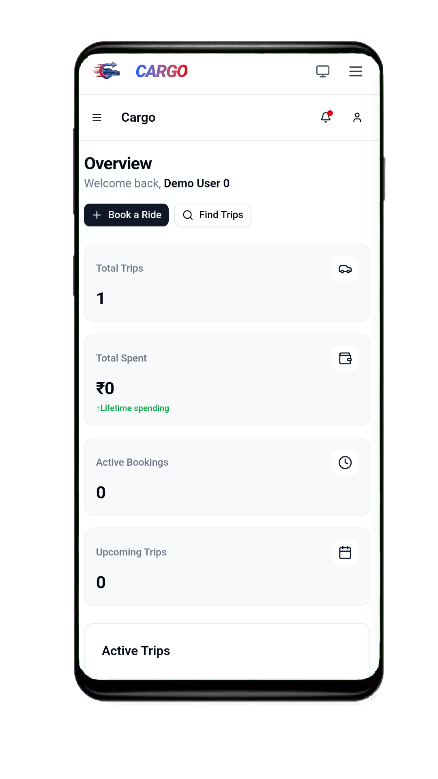 CARGO
Cargo
Overview
Welcome back, Demo User 0
Book a Ride
Find Trips
Total Trips
1
Total Spent
₹0
↑Lifetime spending
Active Bookings
0
Upcoming Trips
0
Active Trips